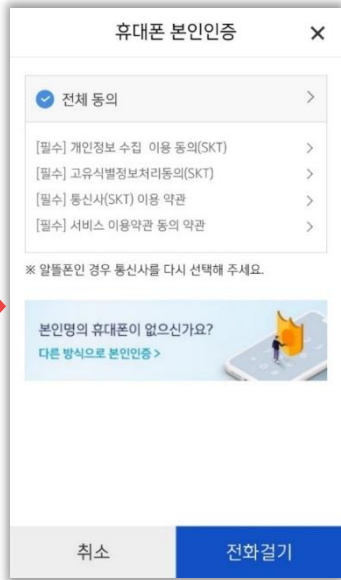 휴대폰 본인인증
전체 동의
[필수] 개인정보 수집 이용 동의(SKT)
[필수] 고유식별정보처리동의(SKT)
[필수] 통신사(SKT) 이용 약관
[필수] 서비스 이용약관 동의 약관
※ 알뜰폰인 경우 통신사를 다시 선택해 주세요.
본인명의 휴대폰이 없으신가요?
다른 방식으로 본인인증 >
취소 전화걸기